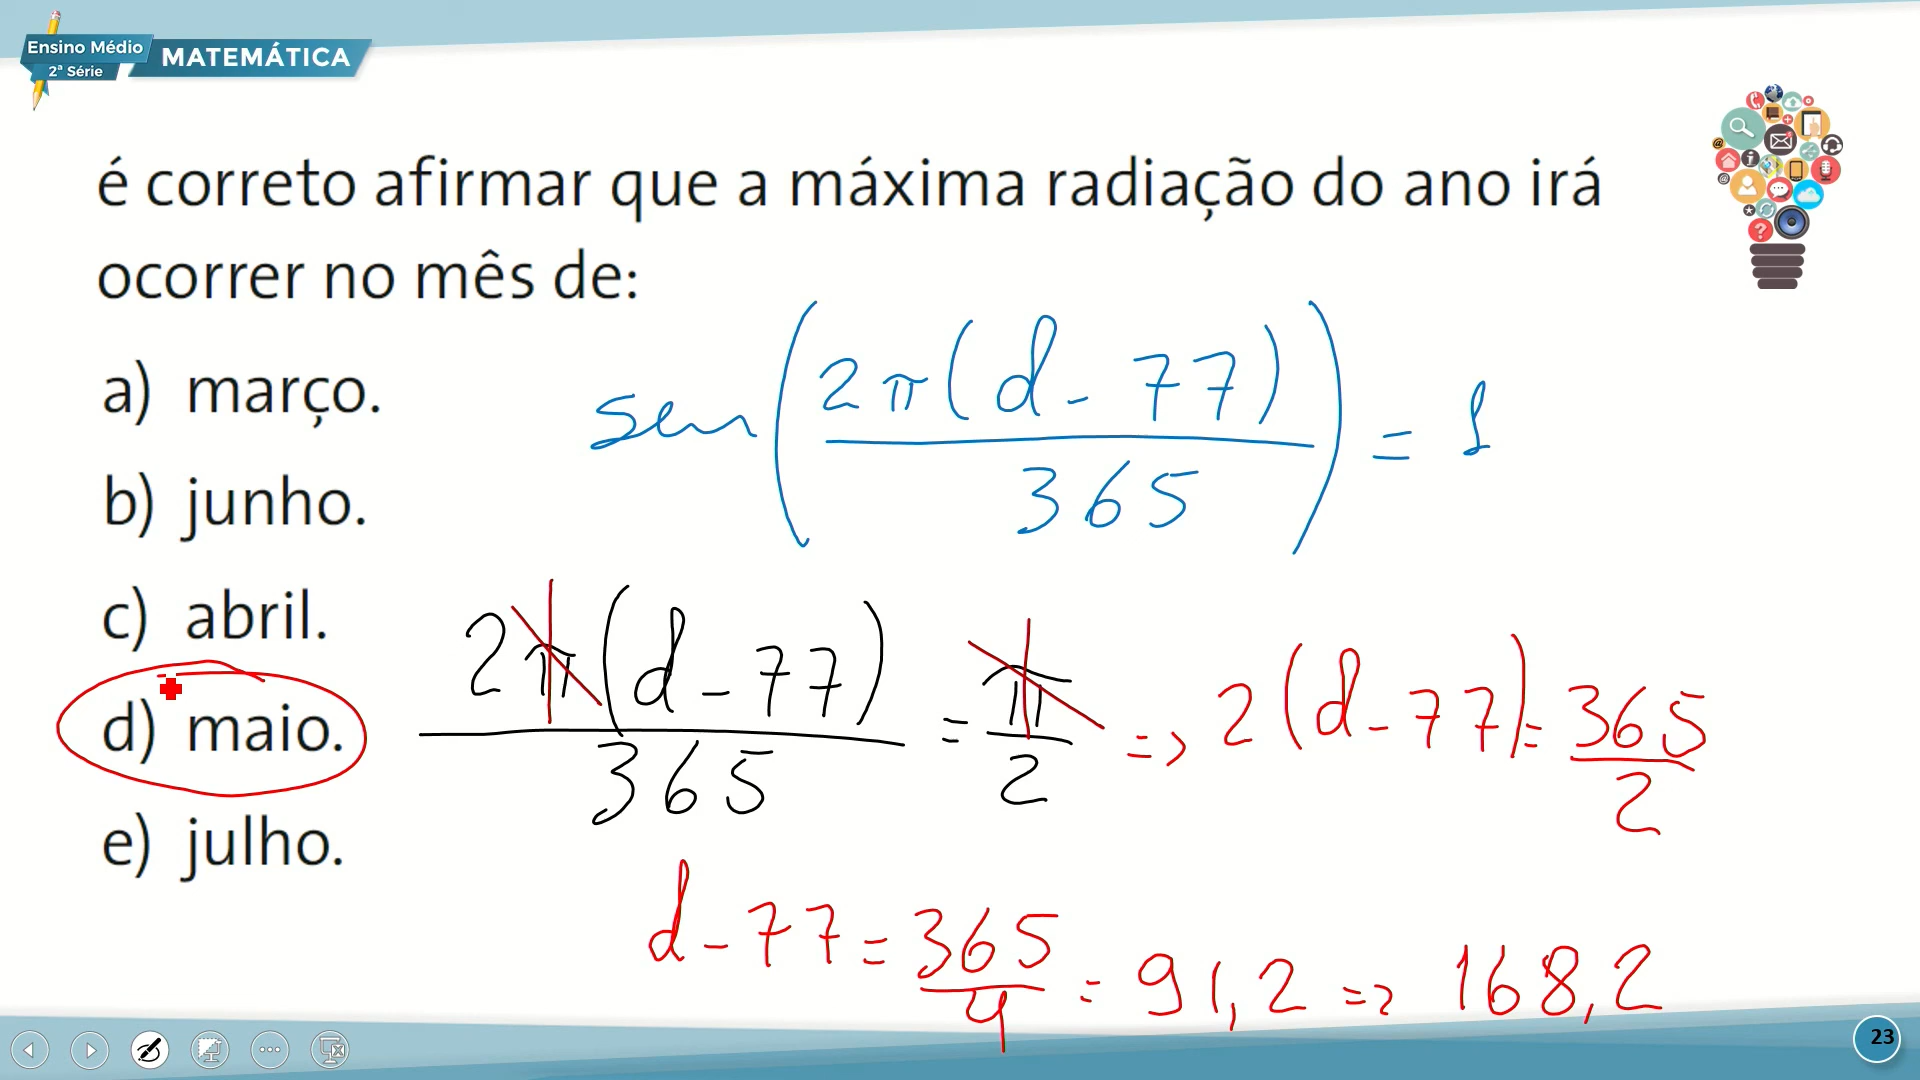 Ensino Médio
2ª Série
MATEMÁTICA
é correto afirmar que a máxima radiação do ano irá
ocorrer no mês de:
a) março.
b) junho.
c) abril.
d) maio.
e) julho.
sen(2π(d-77)/365) = 1
2π(d-77)/365 = π/2 => 2(d-77) = 365/2
d-77 = 365/4 = 91,2 => 168,2
23